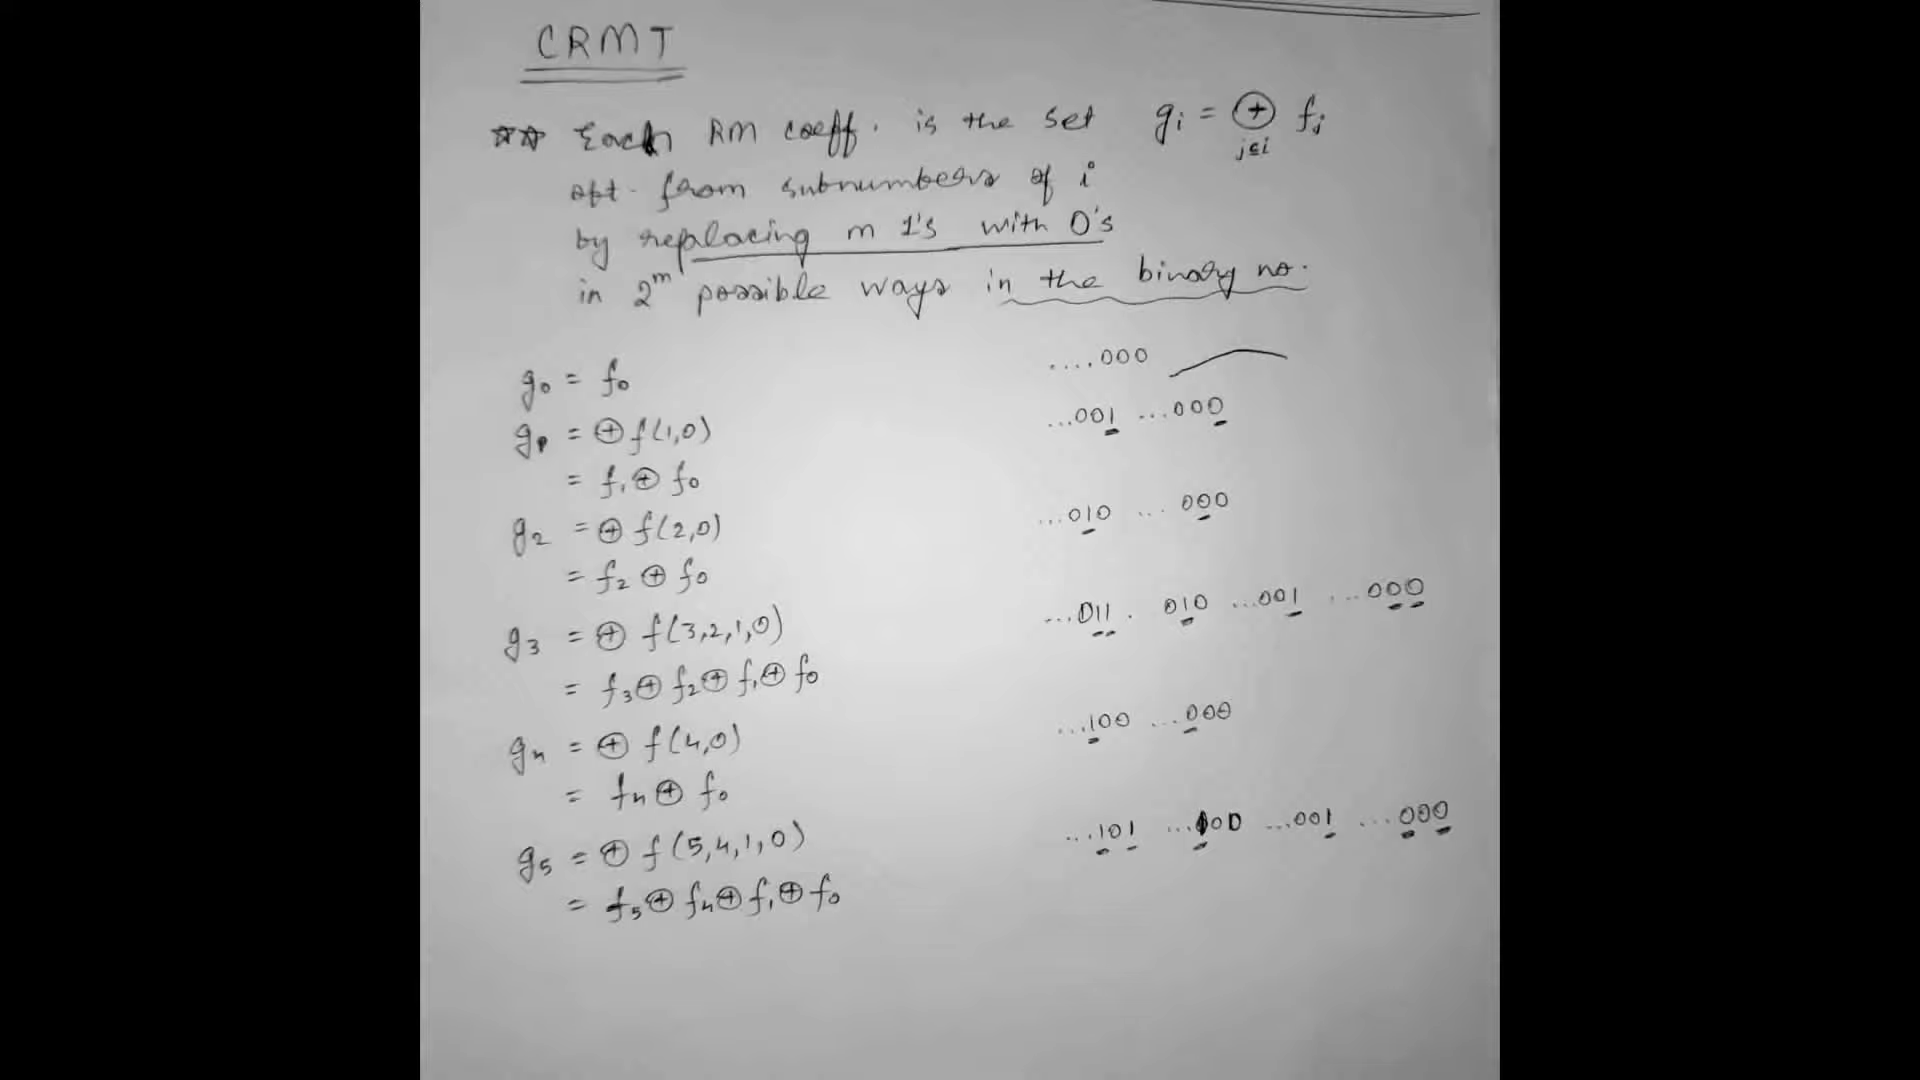 CRMT
** Each RM coeff. is the set gi = ⊕ fj
j⊆i
opt. from subnumbers of i
by replacing m 1's with 0's
in 2^m possible ways in the binary no.
g0 = f0 ....000
g1 = ⊕ f(1,0) ...001 ...000
= f1 ⊕ f0
g2 = ⊕ f(2,0) ...010 ... 000
= f2 ⊕ f0
g3 = ⊕ f(3,2,1,0) ...011 . 010 ...001 ...000
= f3 ⊕ f2 ⊕ f1 ⊕ f0
g4 = ⊕ f(4,0) ...100 ...000
= f4 ⊕ f0
g5 = ⊕ f(5,4,1,0) ...101 ...100 ...001 ...000
= f5 ⊕ f4 ⊕ f1 ⊕ f0